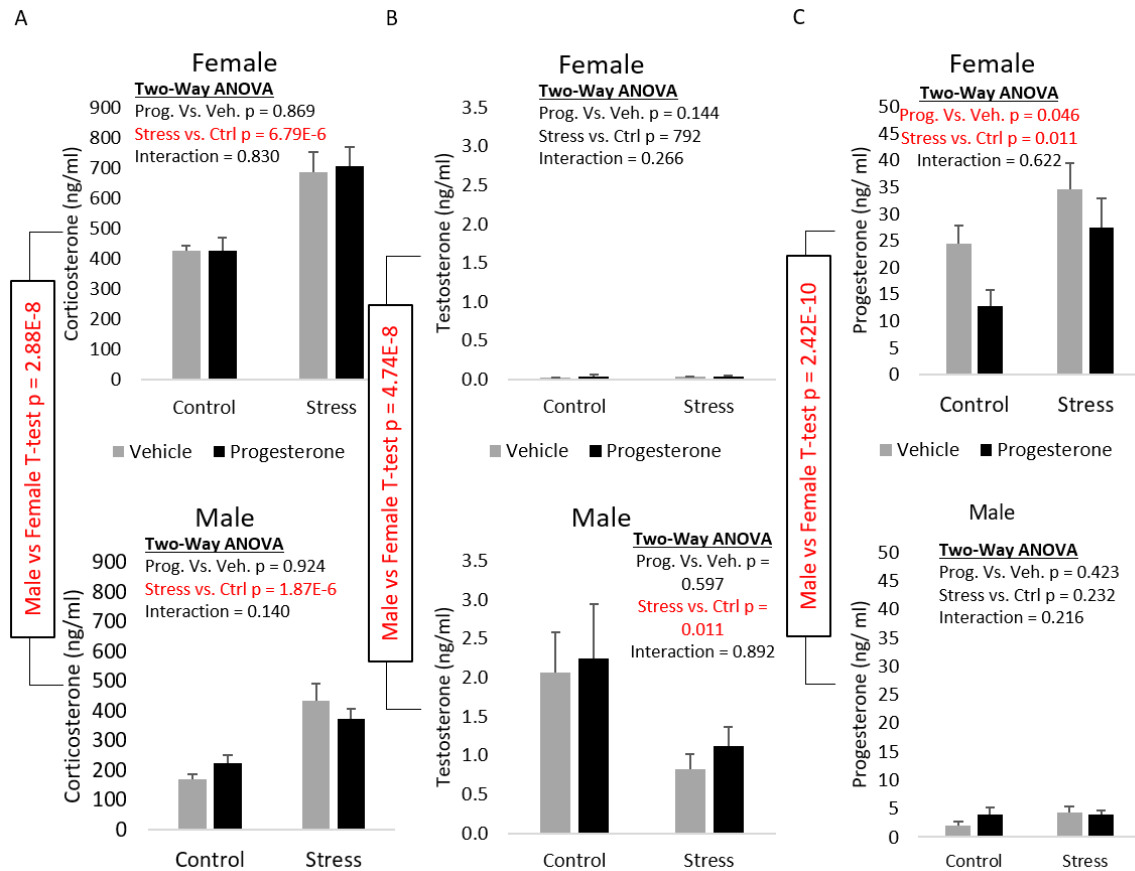 A
Female
Two-Way ANOVA
Prog. Vs. Veh. p = 0.869
Stress vs. Ctrl p = 6.79E-6
Interaction = 0.830
Corticosterone (ng/ml)
900
800
700
600
500
400
300
200
100
0
Control Stress
Vehicle Progesterone
Male
Two-Way ANOVA
Prog. Vs. Veh. p = 0.924
Stress vs. Ctrl p = 1.87E-6
Interaction = 0.140
Corticosterone (ng/ml)
900
800
700
600
500
400
300
200
100
0
Control Stress
Male vs Female T-test p = 2.88E-8
B
Female
Two-Way ANOVA
Prog. Vs. Veh. p = 0.144
Stress vs. Ctrl p = 792
Interaction = 0.266
Testosterone (ng/ml)
3.5
3.0
2.5
2.0
1.5
1.0
0.5
0.0
Control Stress
Vehicle Progesterone
Male
Two-Way ANOVA
Prog. Vs. Veh. p =
0.597
Stress vs. Ctrl p =
0.011
Interaction = 0.892
Testosterone (ng/ml)
3.5
3.0
2.5
2.0
1.5
1.0
0.5
0.0
Control Stress
Male vs Female T-test p = 4.74E-8
C
Female
Two-Way ANOVA
Prog. Vs. Veh. p = 0.046
Stress vs. Ctrl p = 0.011
Interaction = 0.622
Progesterone (ng/ ml)
50
45
40
35
30
25
20
15
10
5
0
Control Stress
Vehicle Progesterone
Male
Two-Way ANOVA
Prog. Vs. Veh. p = 0.423
Stress vs. Ctrl p = 0.232
Interaction = 0.216
Progesterone (ng/ ml)
50
45
40
35
30
25
20
15
10
5
0
Control Stress
Male vs Female T-test p = 2.42E-10